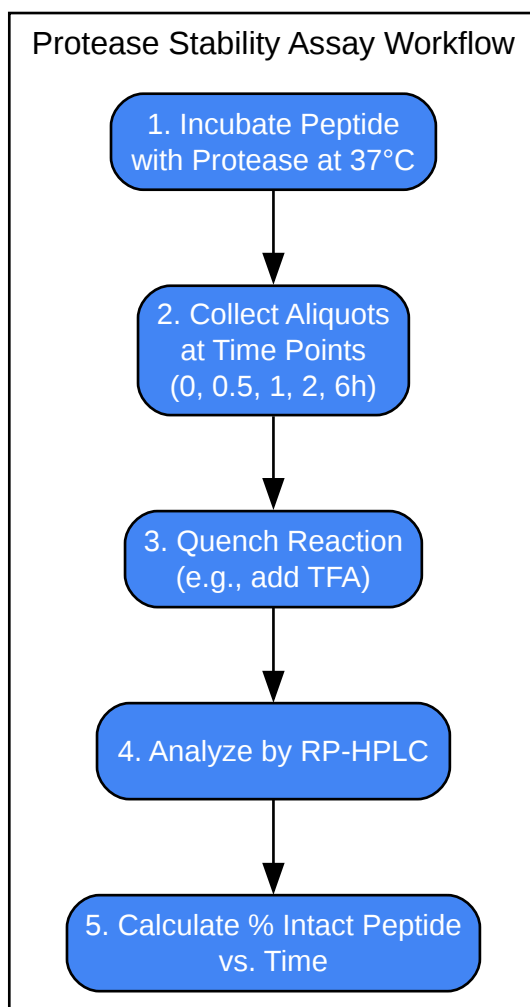 Protease Stability Assay Workflow
1. Incubate Peptide
with Protease at 37°C
2. Collect Aliquots
at Time Points
(0, 0.5, 1, 2, 6h)
3. Quench Reaction
(e.g., add TFA)
4. Analyze by RP-HPLC
5. Calculate % Intact Peptide
vs. Time